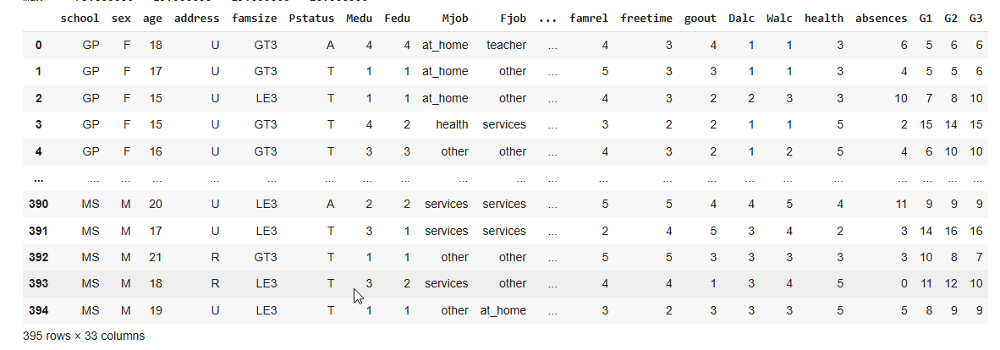 school sex age address famsize Pstatus Medu Fedu Mjob Fjob ... famrel freetime goout Dalc Walc health absences G1 G2 G3
0 GP F 18 U GT3 A 4 4 at_home teacher ... 4 3 4 1 1 3 6 5 6 6
1 GP F 17 U GT3 T 1 1 at_home other ... 5 3 3 1 1 3 4 5 5 6
2 GP F 15 U LE3 T 1 1 at_home other ... 4 3 2 2 3 3 10 7 8 10
3 GP F 15 U GT3 T 4 2 health services ... 3 2 2 1 1 5 2 15 14 15
4 GP F 16 U GT3 T 3 3 other other ... 4 3 2 1 2 5 4 6 10 10
... ... ... ... ... ... ... ... ... ... ... ... ... ... ... ... ... ... ... ... ... ...
390 MS M 20 U LE3 A 2 2 services services ... 5 5 4 4 5 4 11 9 9 9
391 MS M 17 U LE3 T 3 1 services services ... 2 4 5 3 4 2 3 14 16 16
392 MS M 21 R GT3 T 1 1 other other ... 5 5 3 3 3 3 3 10 8 7
393 MS M 18 R LE3 T 3 2 services other ... 4 4 1 3 4 5 0 11 12 10
394 MS M 19 U LE3 T 1 1 other at_home ... 3 2 3 3 3 5 5 8 9 9
395 rows × 33 columns